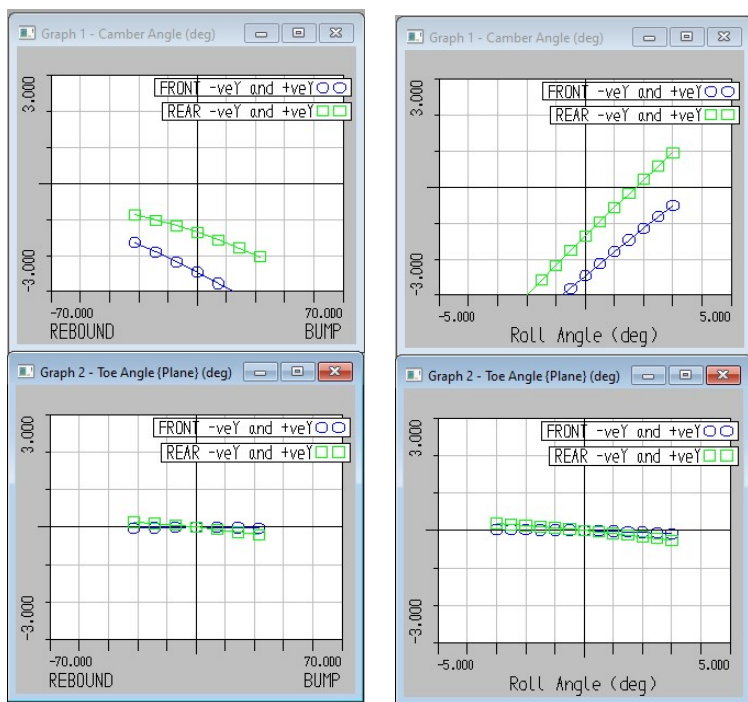 Graph 1 - Camber Angle (deg)
3.000
FRONT -veY and +veY
REAR -veY and +veY
-3.000
-70.000 70.000
REBOUND BUMP
Graph 1 - Camber Angle (deg)
3.000
FRONT -veY and +veY
REAR -veY and +veY
-3.000
-5.000 5.000
Roll Angle (deg)
Graph 2 - Toe Angle {Plane} (deg)
3.000
FRONT -veY and +veY
REAR -veY and +veY
-3.000
-70.000 70.000
REBOUND BUMP
Graph 2 - Toe Angle {Plane} (deg)
3.000
FRONT -veY and +veY
REAR -veY and +veY
-3.000
-5.000 5.000
Roll Angle (deg)